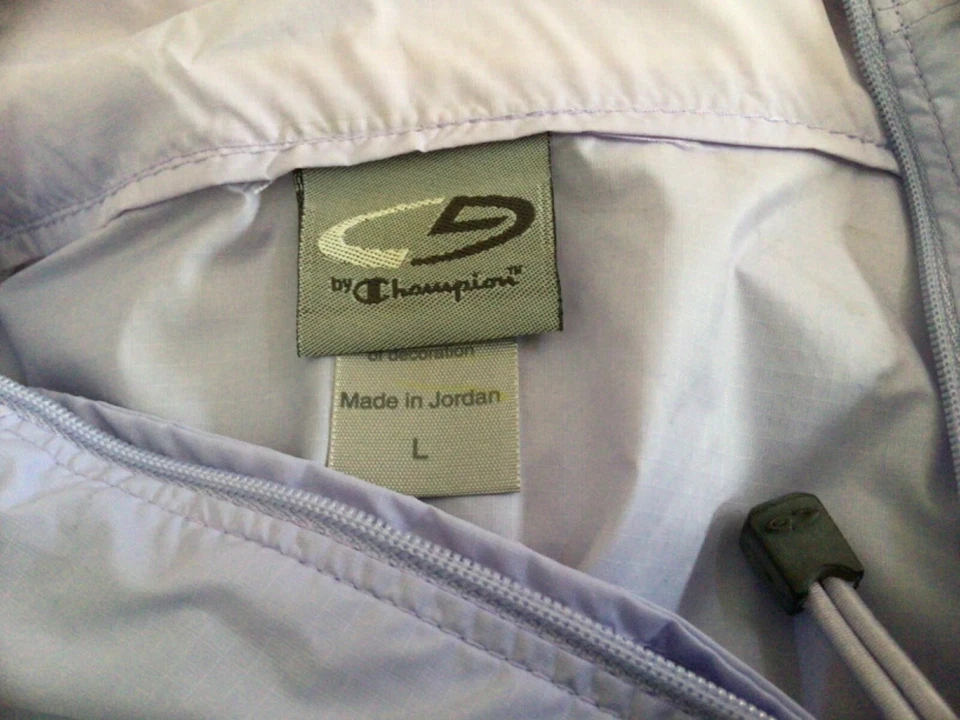 by Champion™
of decoration
Made in Jordan
L